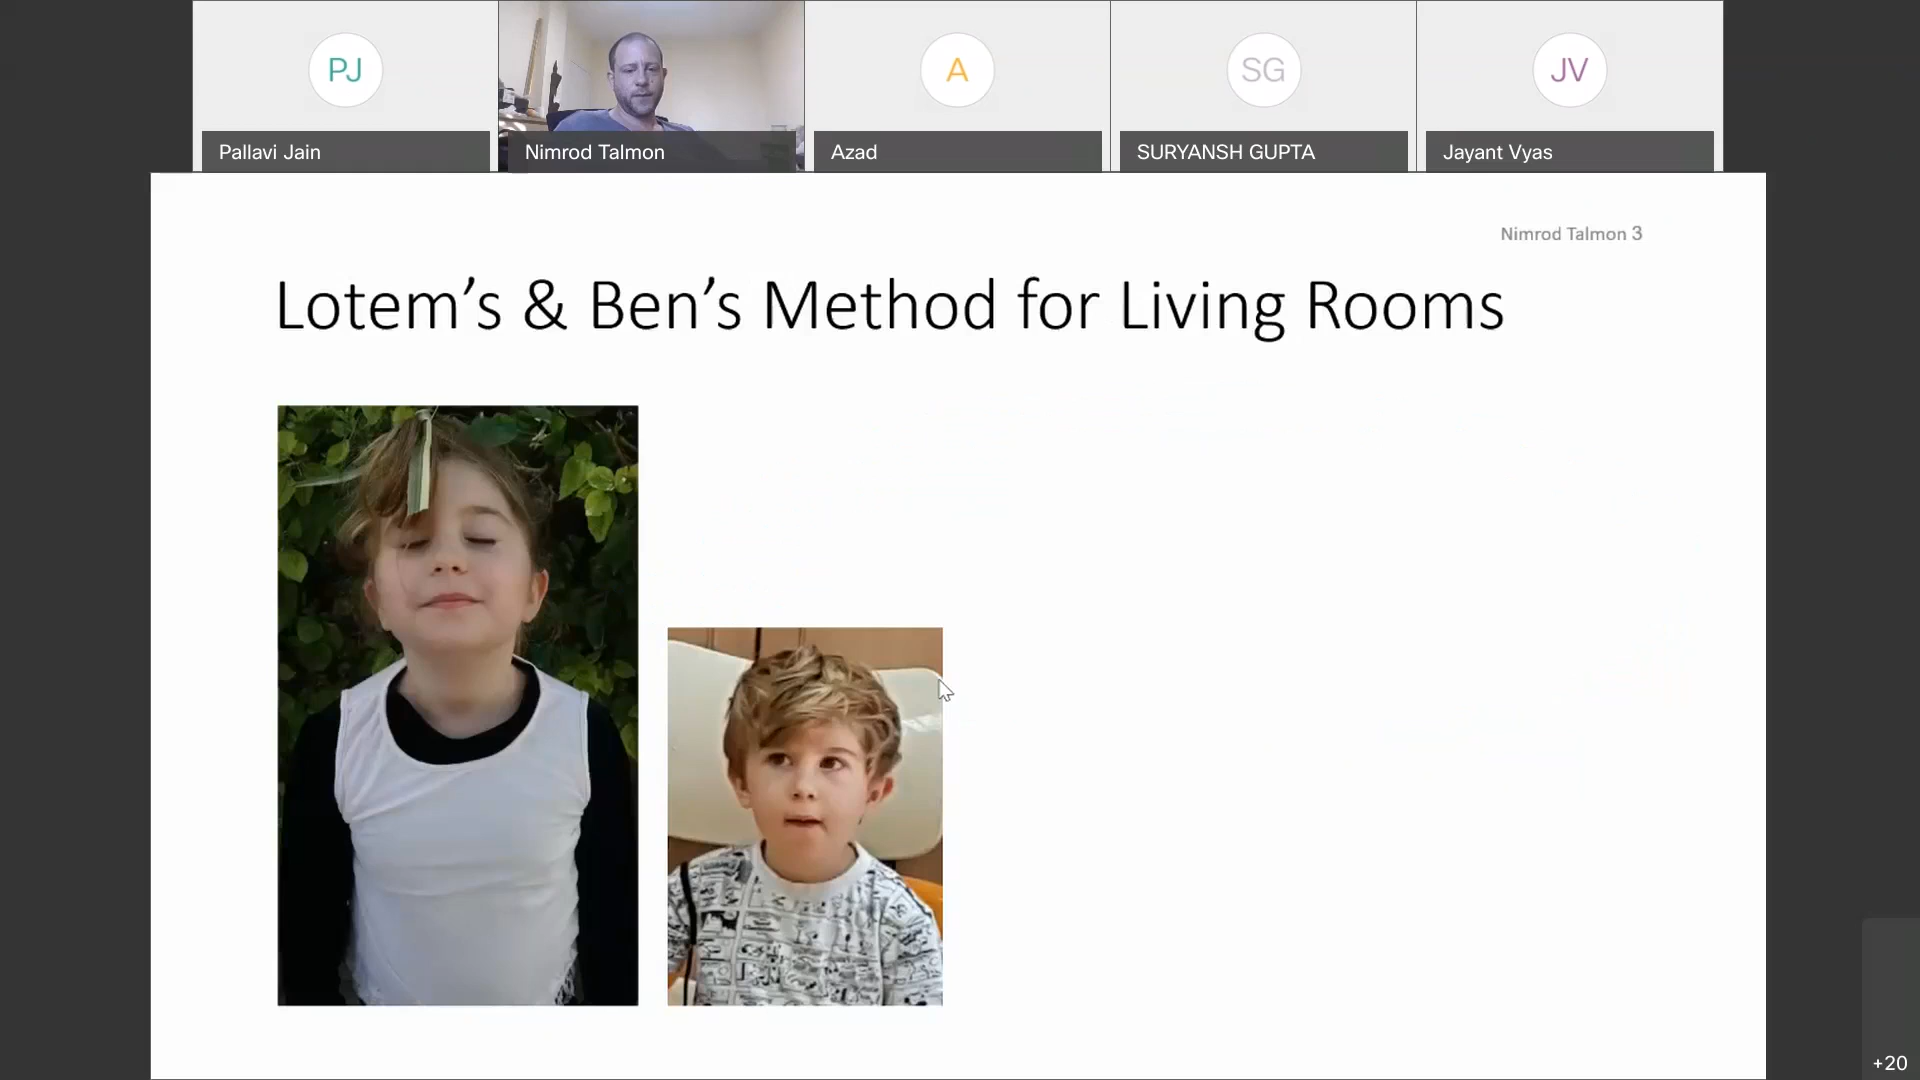 PJ
Pallavi Jain
Nimrod Talmon
A
Azad
SG
SURYANSH GUPTA
JV
Jayant Vyas
Nimrod Talmon 3
Lotem’s & Ben’s Method for Living Rooms
+20